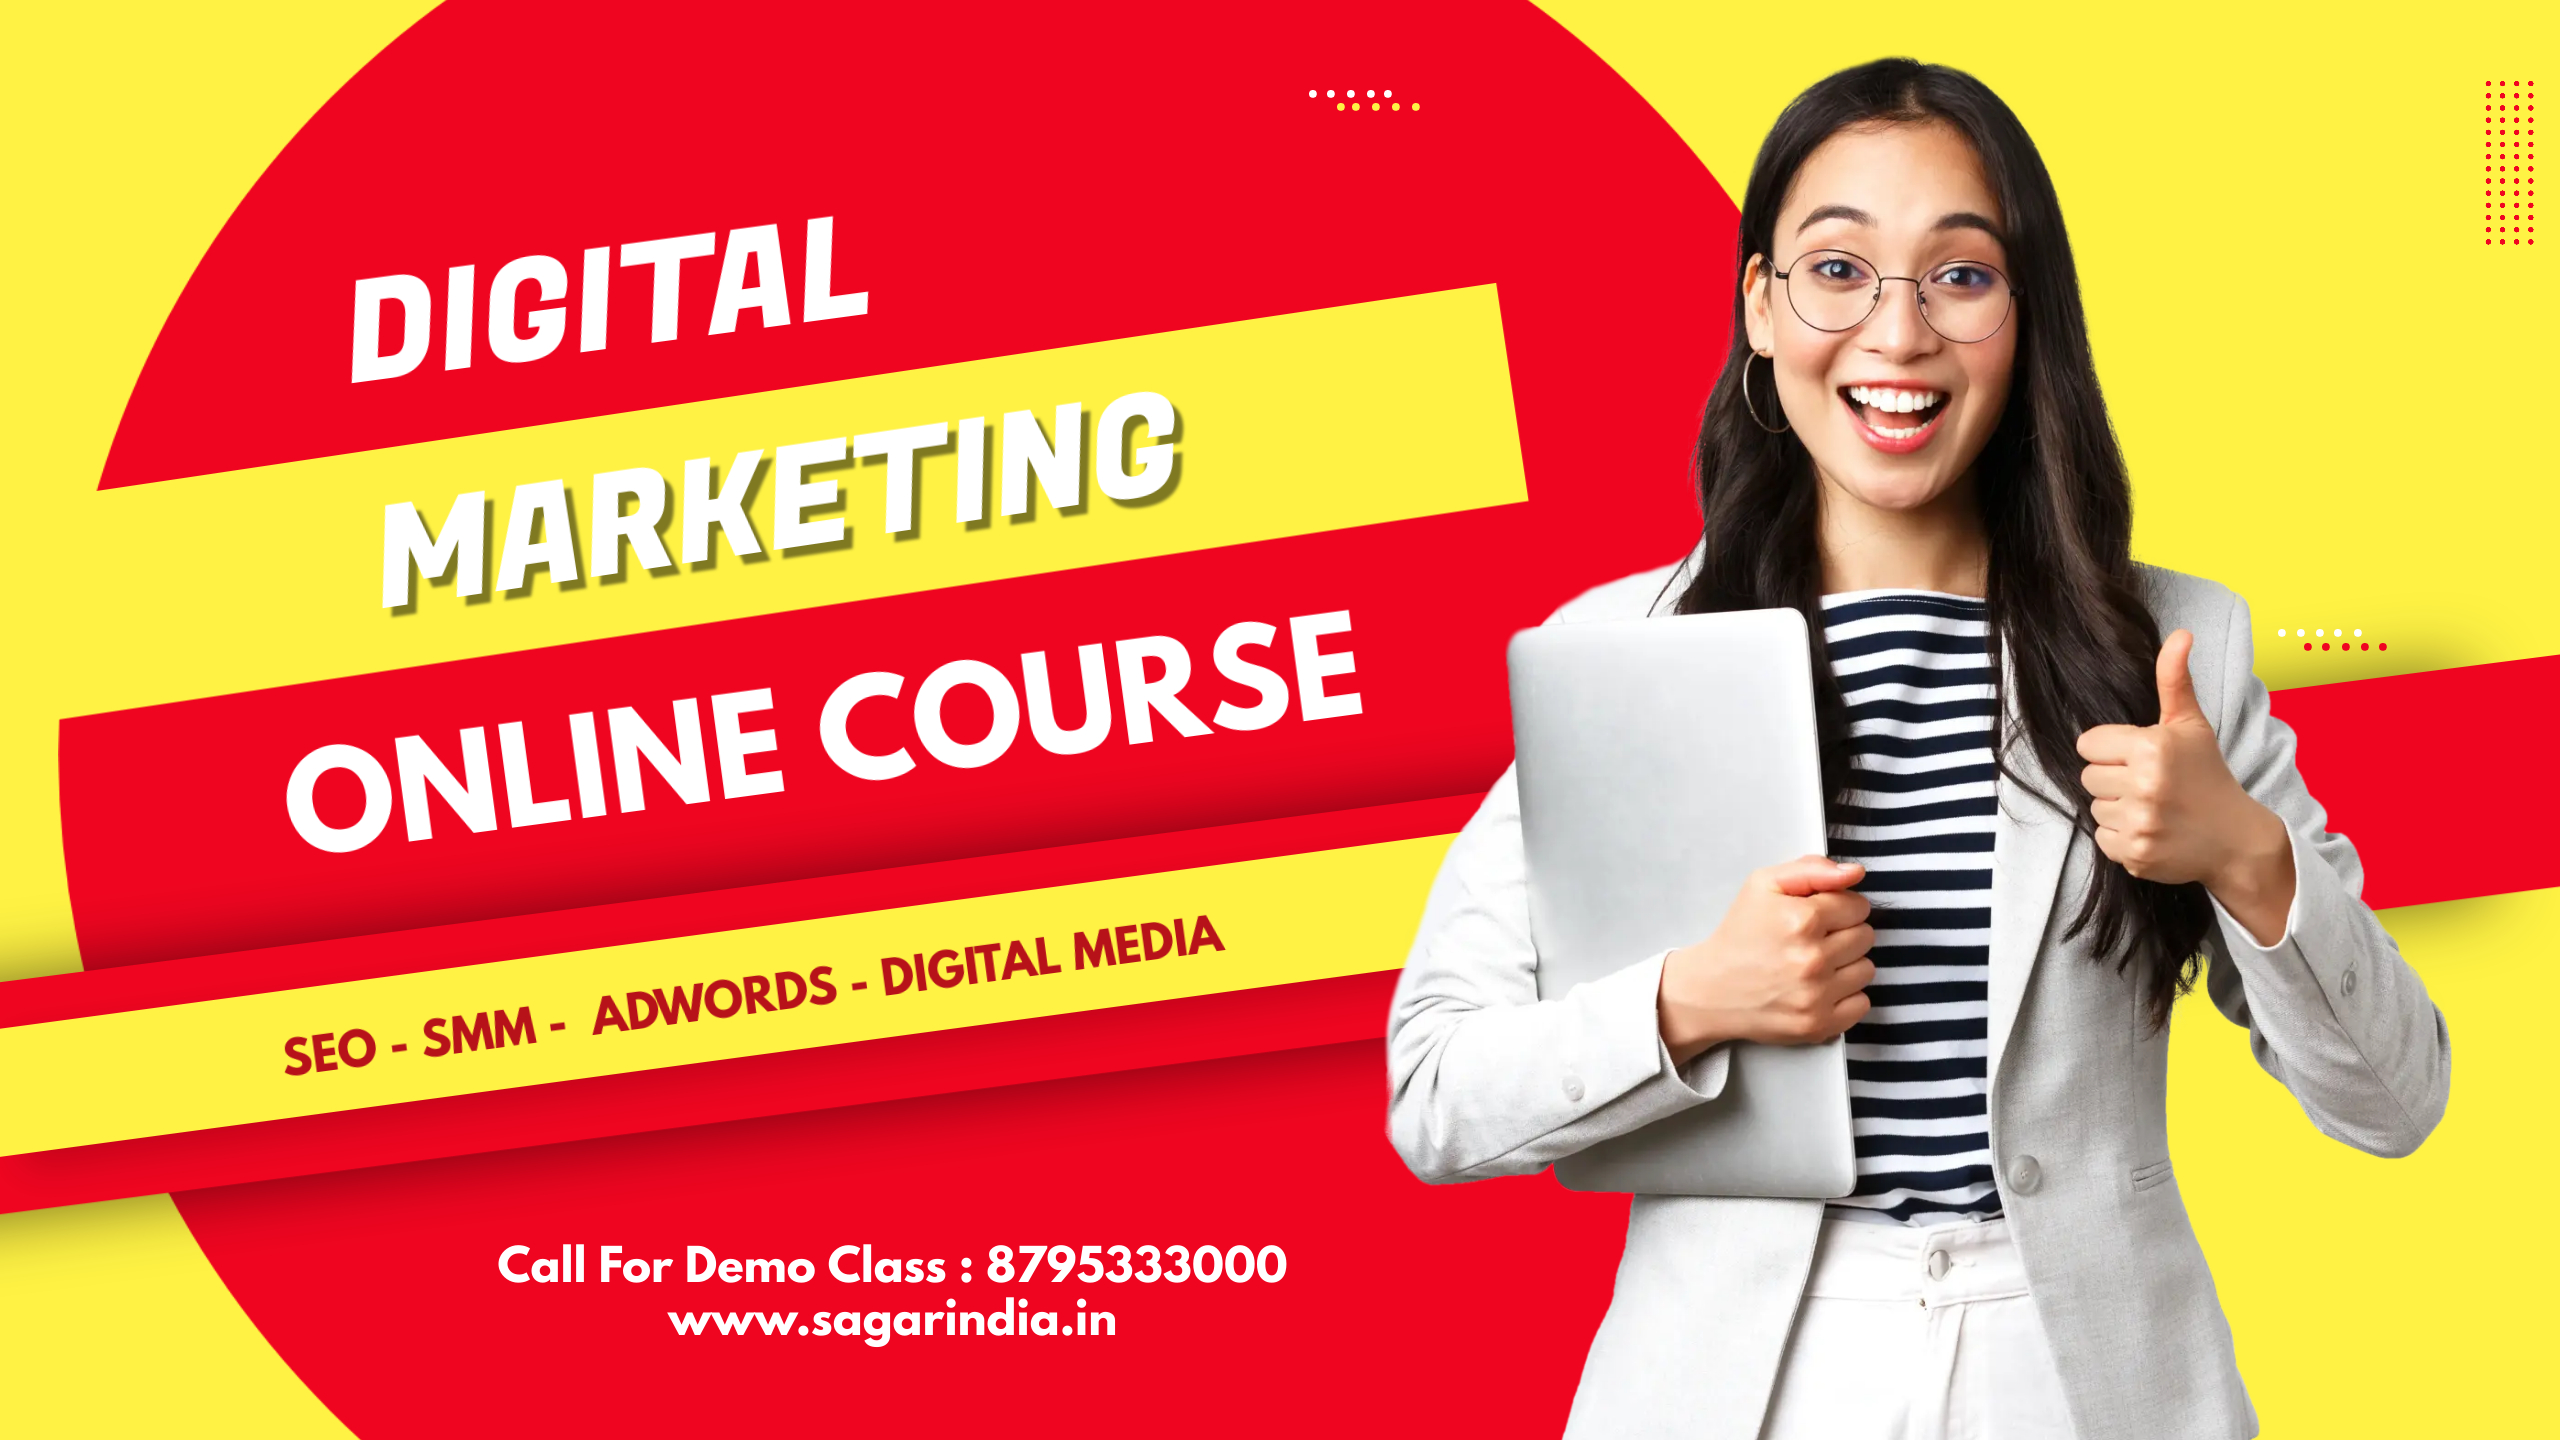 DIGITAL
MARKETING
ONLINE COURSE
SEO - SMM - ADWORDS - DIGITAL MEDIA
Call For Demo Class : 8795333000
www.sagarindia.in